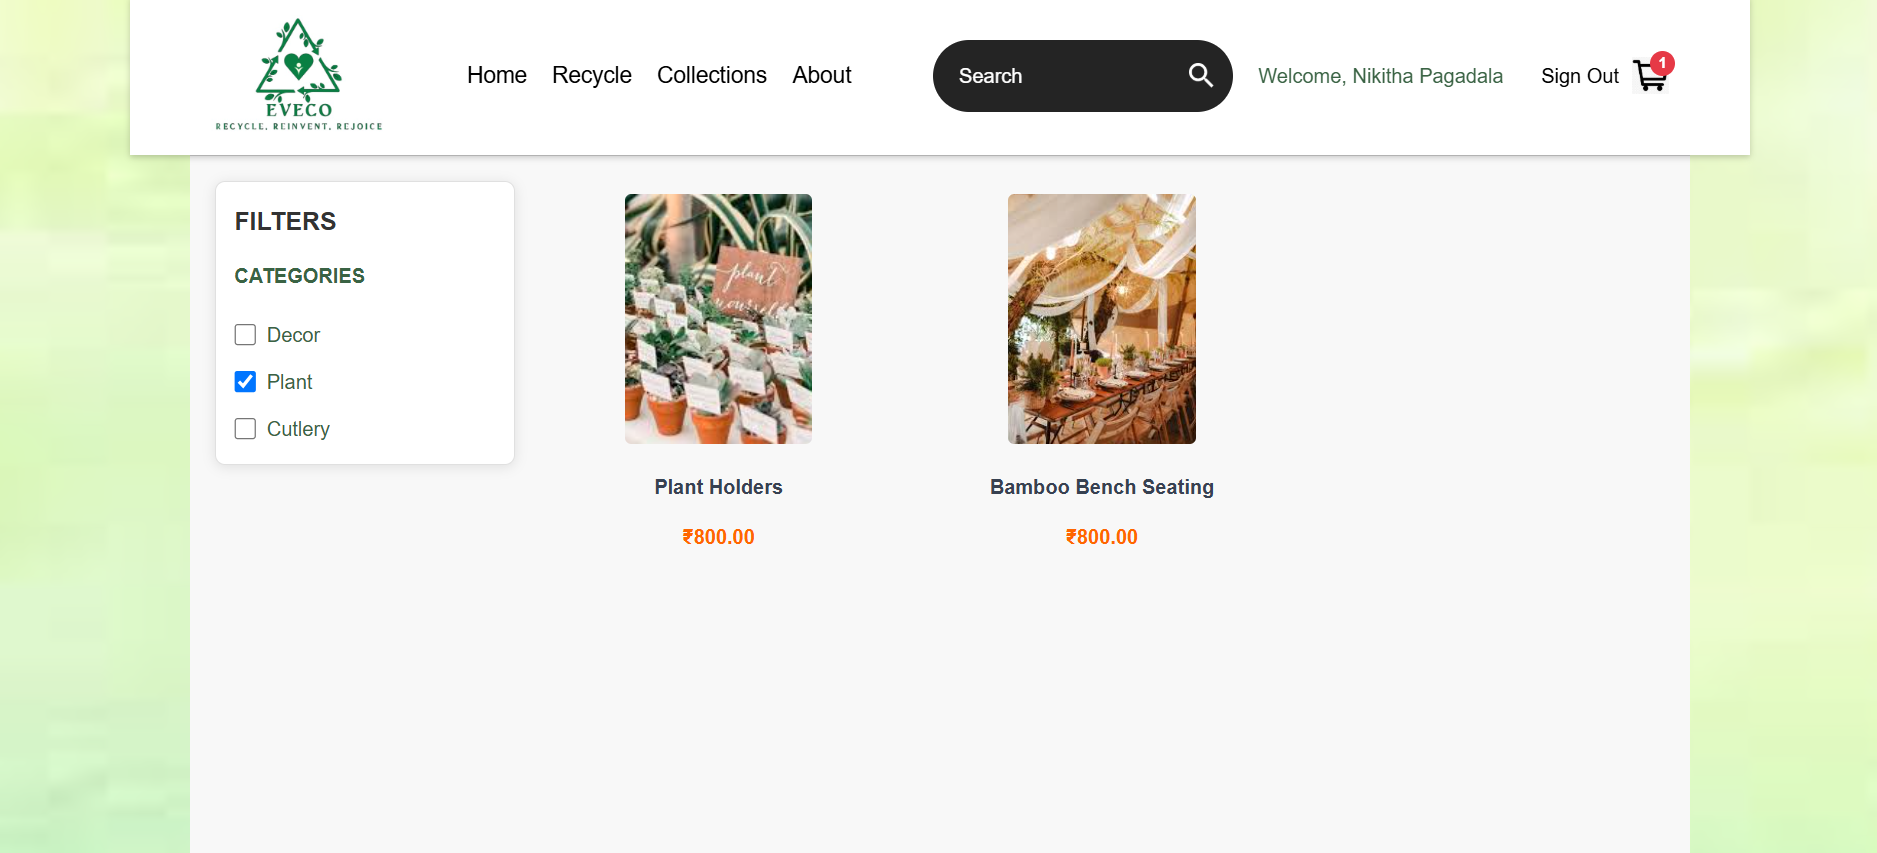 EVECO
RECYCLE, REINVENT, REJOICE
Home Recycle Collections About
Search
Welcome, Nikitha Pagadala
Sign Out
1
FILTERS
CATEGORIES
Decor
Plant
Cutlery
plant
yourself
Plant Holders
₹800.00
Bamboo Bench Seating
₹800.00